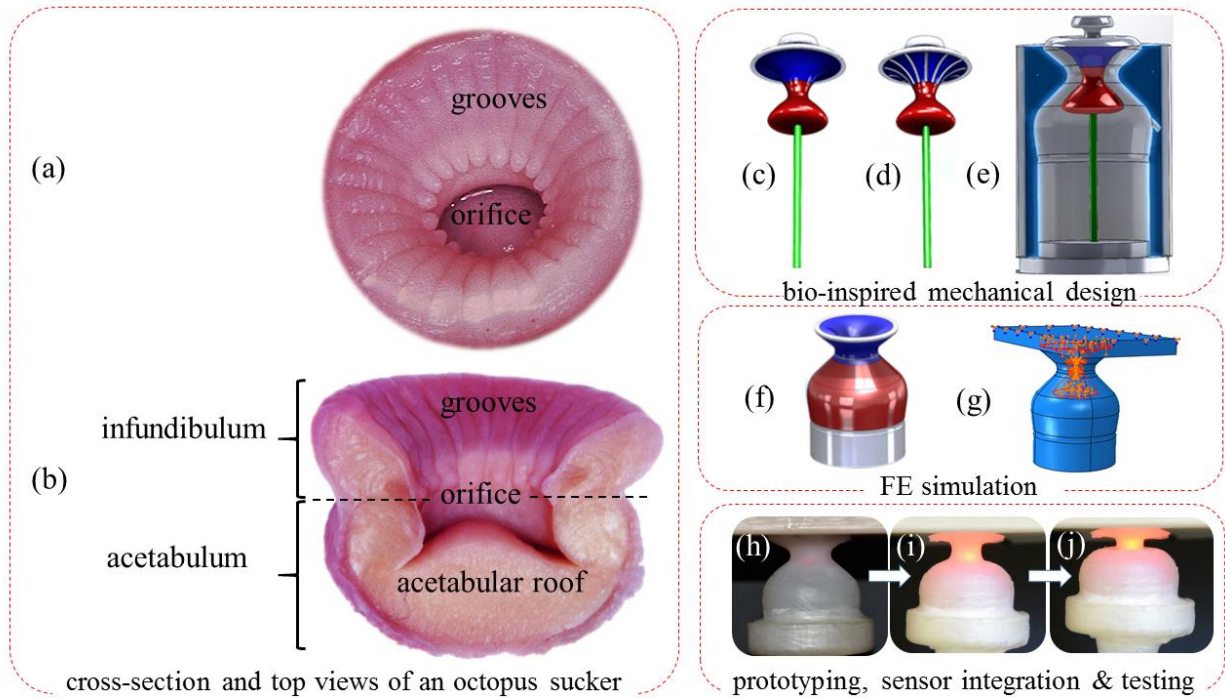 (a)
grooves
orifice
(b)
infundibulum
acetabulum
grooves
orifice
acetabular roof
cross-section and top views of an octopus sucker
(c)
(d)
(e)
bio-inspired mechanical design
(f)
(g)
FE simulation
(h)
(i)
(j)
prototyping, sensor integration & testing